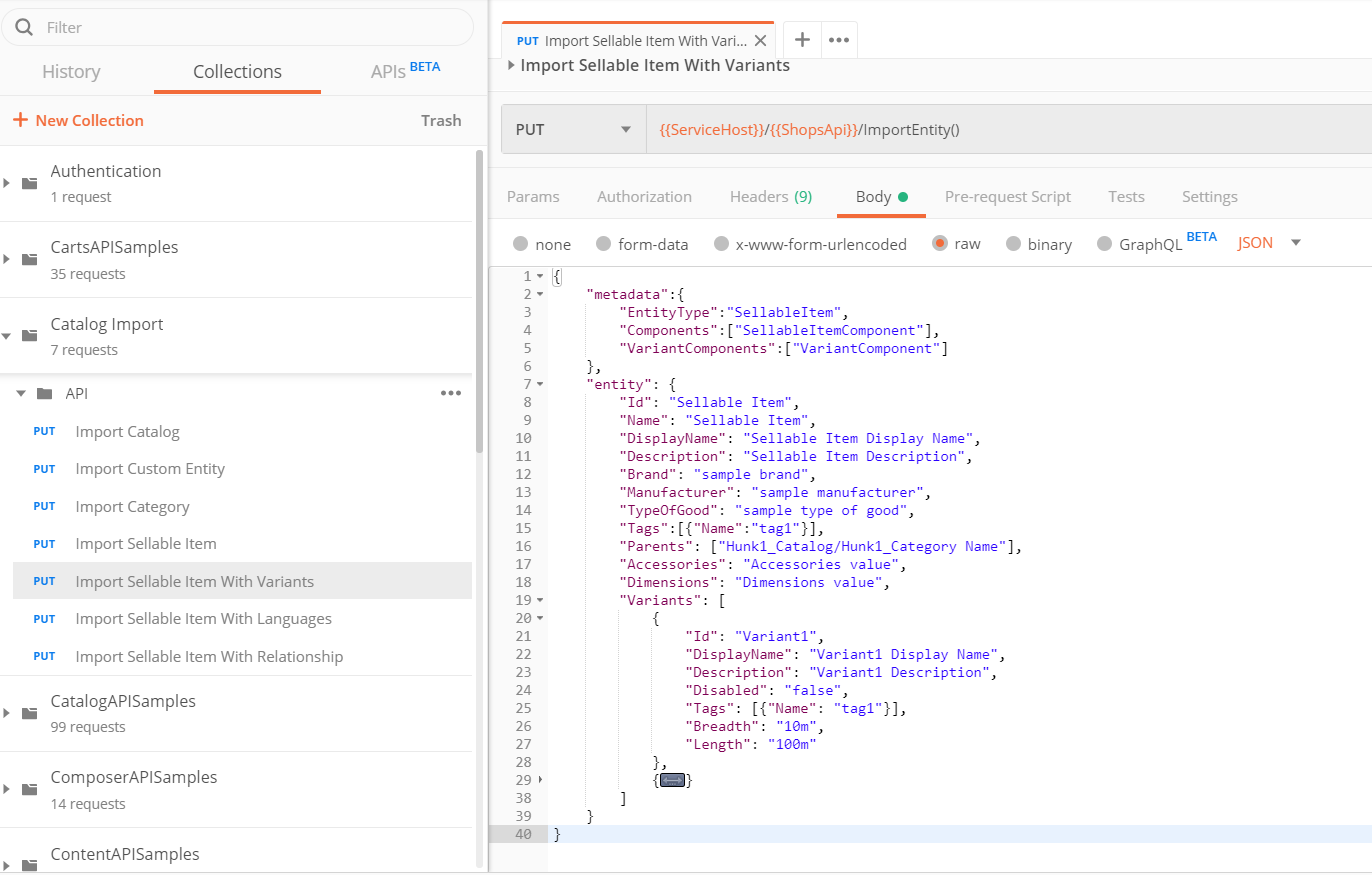 Filter
History Collections APIs BETA
+ New Collection Trash
Authentication
1 request
CartsAPISamples
35 requests
Catalog Import
7 requests
API
PUT Import Catalog
PUT Import Custom Entity
PUT Import Category
PUT Import Sellable Item
PUT Import Sellable Item With Variants
PUT Import Sellable Item With Languages
PUT Import Sellable Item With Relationship
CatalogAPISamples
99 requests
ComposerAPISamples
14 requests
ContentAPISamples
PUT Import Sellable Item With Vari...
Import Sellable Item With Variants
PUT {{ServiceHost}}/{{ShopsApi}}/ImportEntity()
Params Authorization Headers (9) Body Pre-request Script Tests Settings
none form-data x-www-form-urlencoded raw binary GraphQL BETA JSON
1 {
2 "metadata":{
3 "EntityType":"SellableItem",
4 "Components":["SellableItemComponent"],
5 "VariantComponents":["VariantComponent"]
6 },
7 "entity": {
8 "Id": "Sellable Item",
9 "Name": "Sellable Item",
10 "DisplayName": "Sellable Item Display Name",
11 "Description": "Sellable Item Description",
12 "Brand": "sample brand",
13 "Manufacturer": "sample manufacturer",
14 "TypeOfGood": "sample type of good",
15 "Tags":[{"Name":"tag1"}],
16 "Parents": ["Hunk1_Catalog/Hunk1_Category Name"],
17 "Accessories": "Accessories value",
18 "Dimensions": "Dimensions value",
19 "Variants": [
20 {
21 "Id": "Variant1",
22 "DisplayName": "Variant1 Display Name",
23 "Description": "Variant1 Description",
24 "Disabled": "false",
25 "Tags": [{"Name": "tag1"}],
26 "Breadth": "10m",
27 "Length": "100m"
28 },
29 {}
38 ]
39 }
40 }